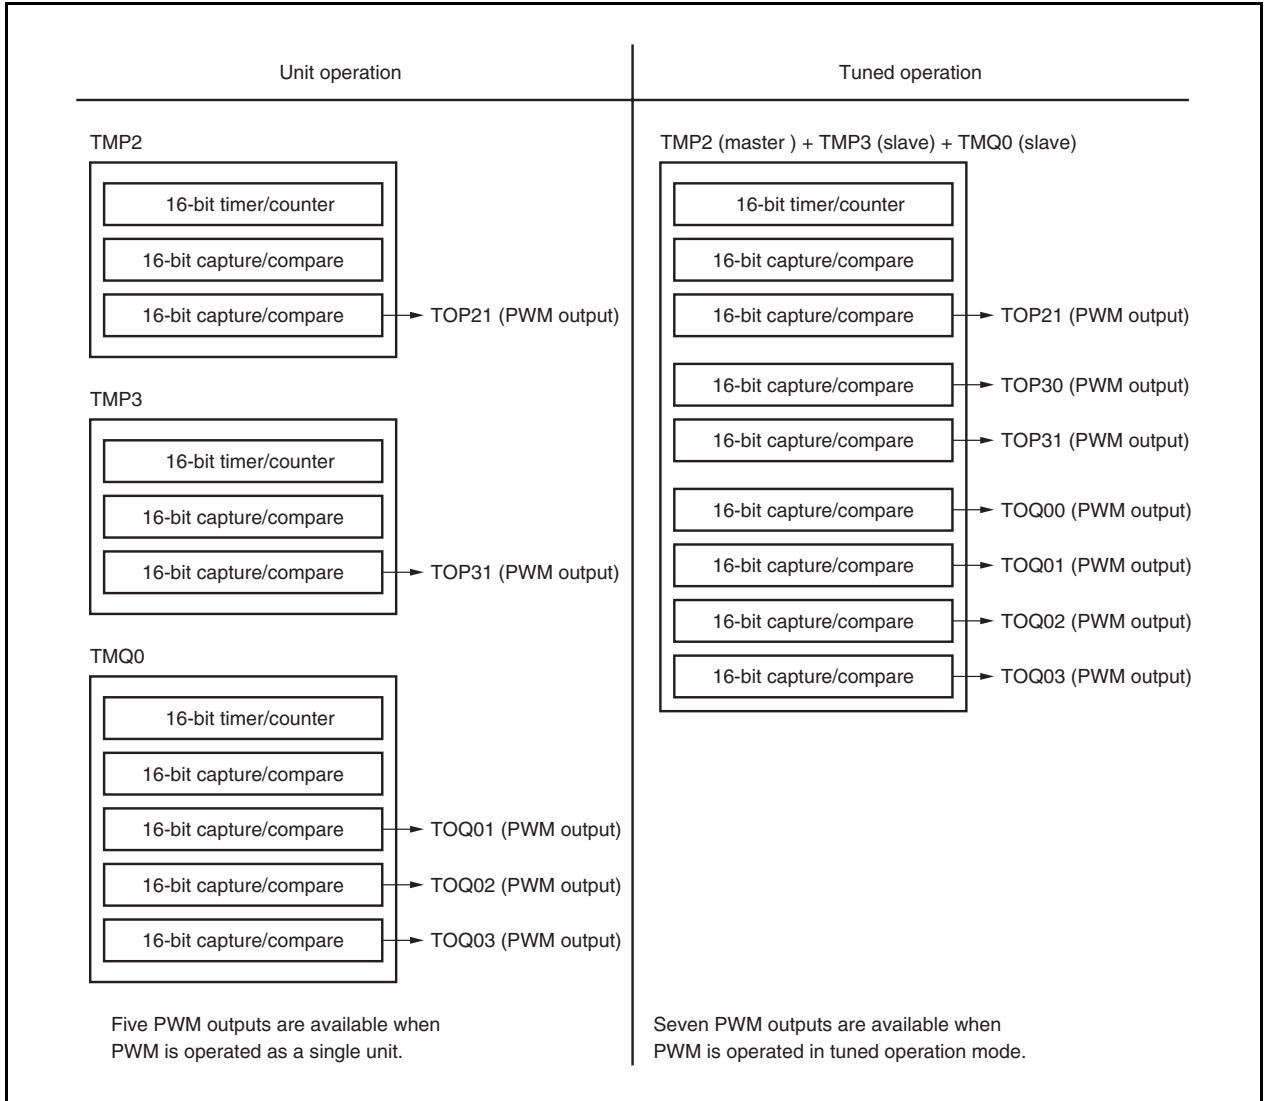 Unit operation
Tuned operation
TMP2
16-bit timer/counter
16-bit capture/compare
16-bit capture/compare
TOP21 (PWM output)
TMP3
16-bit timer/counter
16-bit capture/compare
16-bit capture/compare
TOP31 (PWM output)
TMQ0
16-bit timer/counter
16-bit capture/compare
16-bit capture/compare
TOQ01 (PWM output)
16-bit capture/compare
TOQ02 (PWM output)
16-bit capture/compare
TOQ03 (PWM output)
Five PWM outputs are available when
PWM is operated as a single unit.
TMP2 (master ) + TMP3 (slave) + TMQ0 (slave)
16-bit timer/counter
16-bit capture/compare
16-bit capture/compare
TOP21 (PWM output)
16-bit capture/compare
TOP30 (PWM output)
16-bit capture/compare
TOP31 (PWM output)
16-bit capture/compare
TOQ00 (PWM output)
16-bit capture/compare
TOQ01 (PWM output)
16-bit capture/compare
TOQ02 (PWM output)
16-bit capture/compare
TOQ03 (PWM output)
Seven PWM outputs are available when
PWM is operated in tuned operation mode.